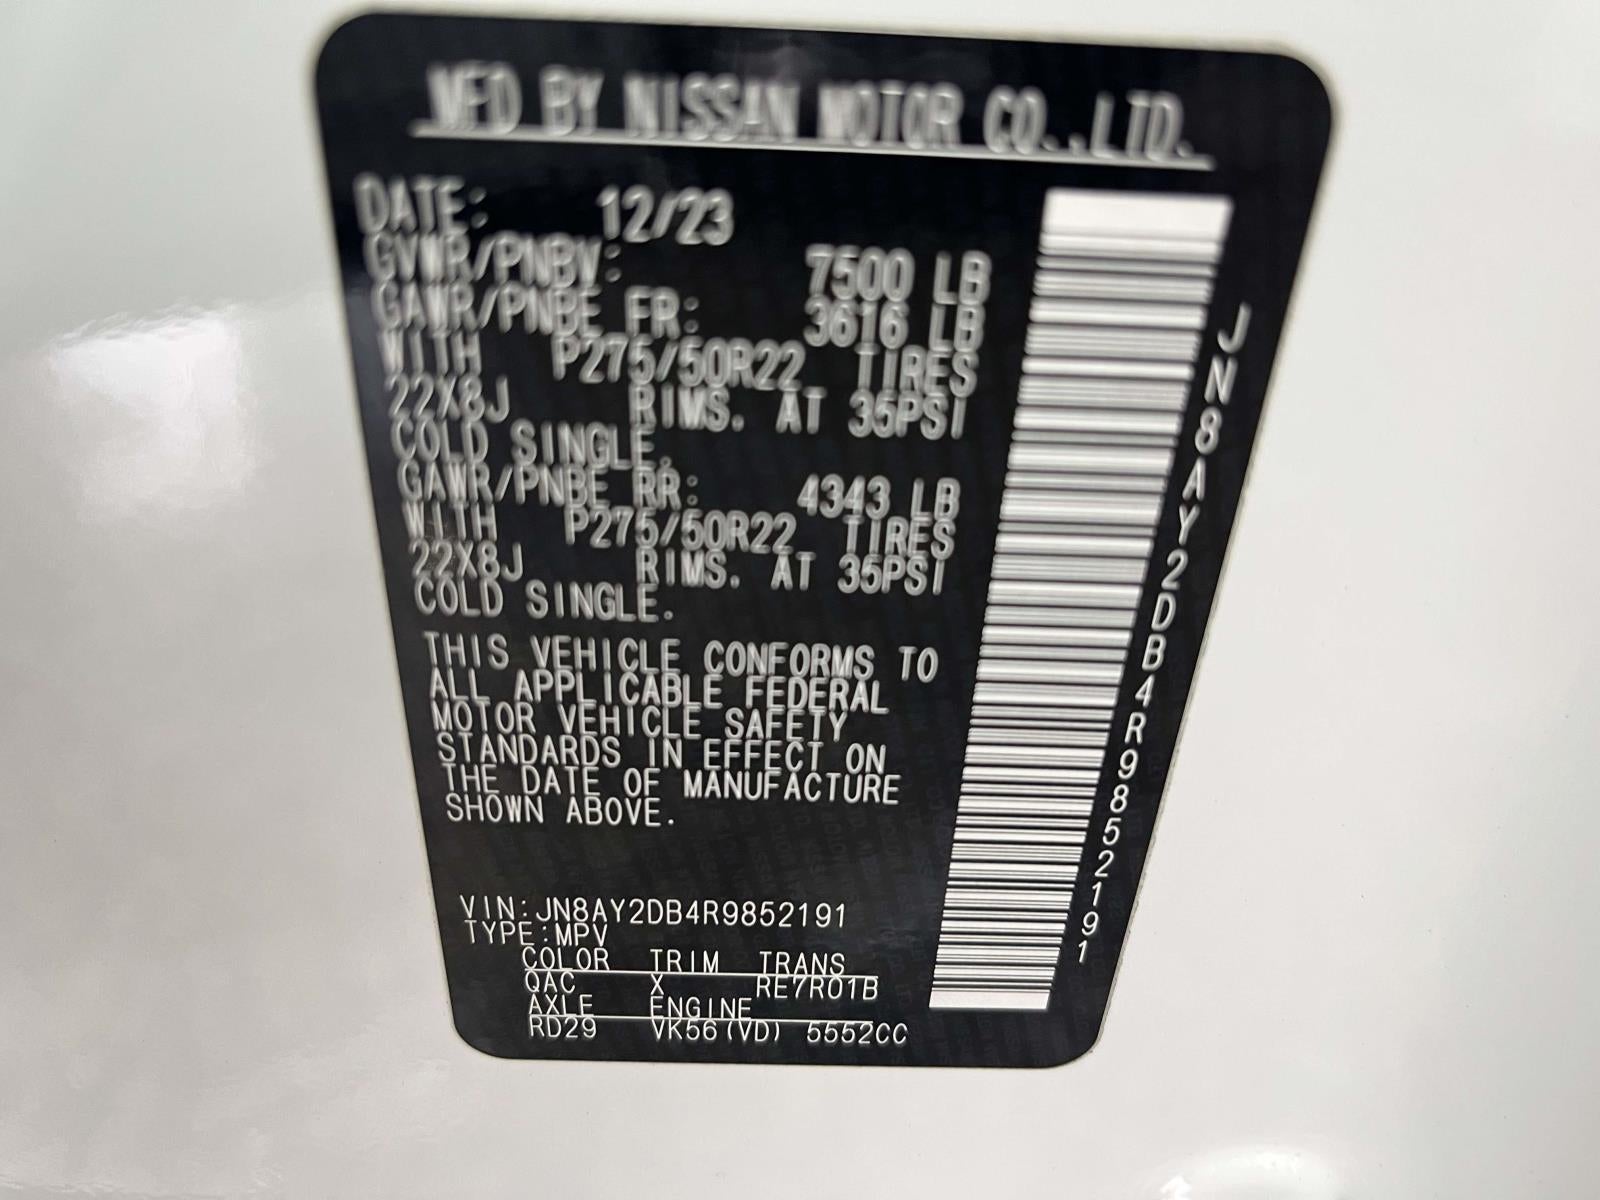 MFD BY NISSAN MOTOR CO.,LTD.
DATE: 12/23
GVWR/PNBV: 7500 LB
GAWR/PNBE FR: 3616 LB
WITH P275/50R22 TIRES
22X8J RIMS. AT 35PSI
COLD SINGLE.
GAWR/PNBE RR: 4343 LB
WITH P275/50R22 TIRES
22X8J RIMS. AT 35PSI
COLD SINGLE.
THIS VEHICLE CONFORMS TO
ALL APPLICABLE FEDERAL
MOTOR VEHICLE SAFETY
STANDARDS IN EFFECT ON
THE DATE OF MANUFACTURE
SHOWN ABOVE.
VIN:JN8AY2DB4R9852191
TYPE:MPV
COLOR TRIM TRANS
QAC X RE7R01B
AXLE ENGINE
RD29 VK56(VD) 5552CC
JN8AY2DB4R9852191